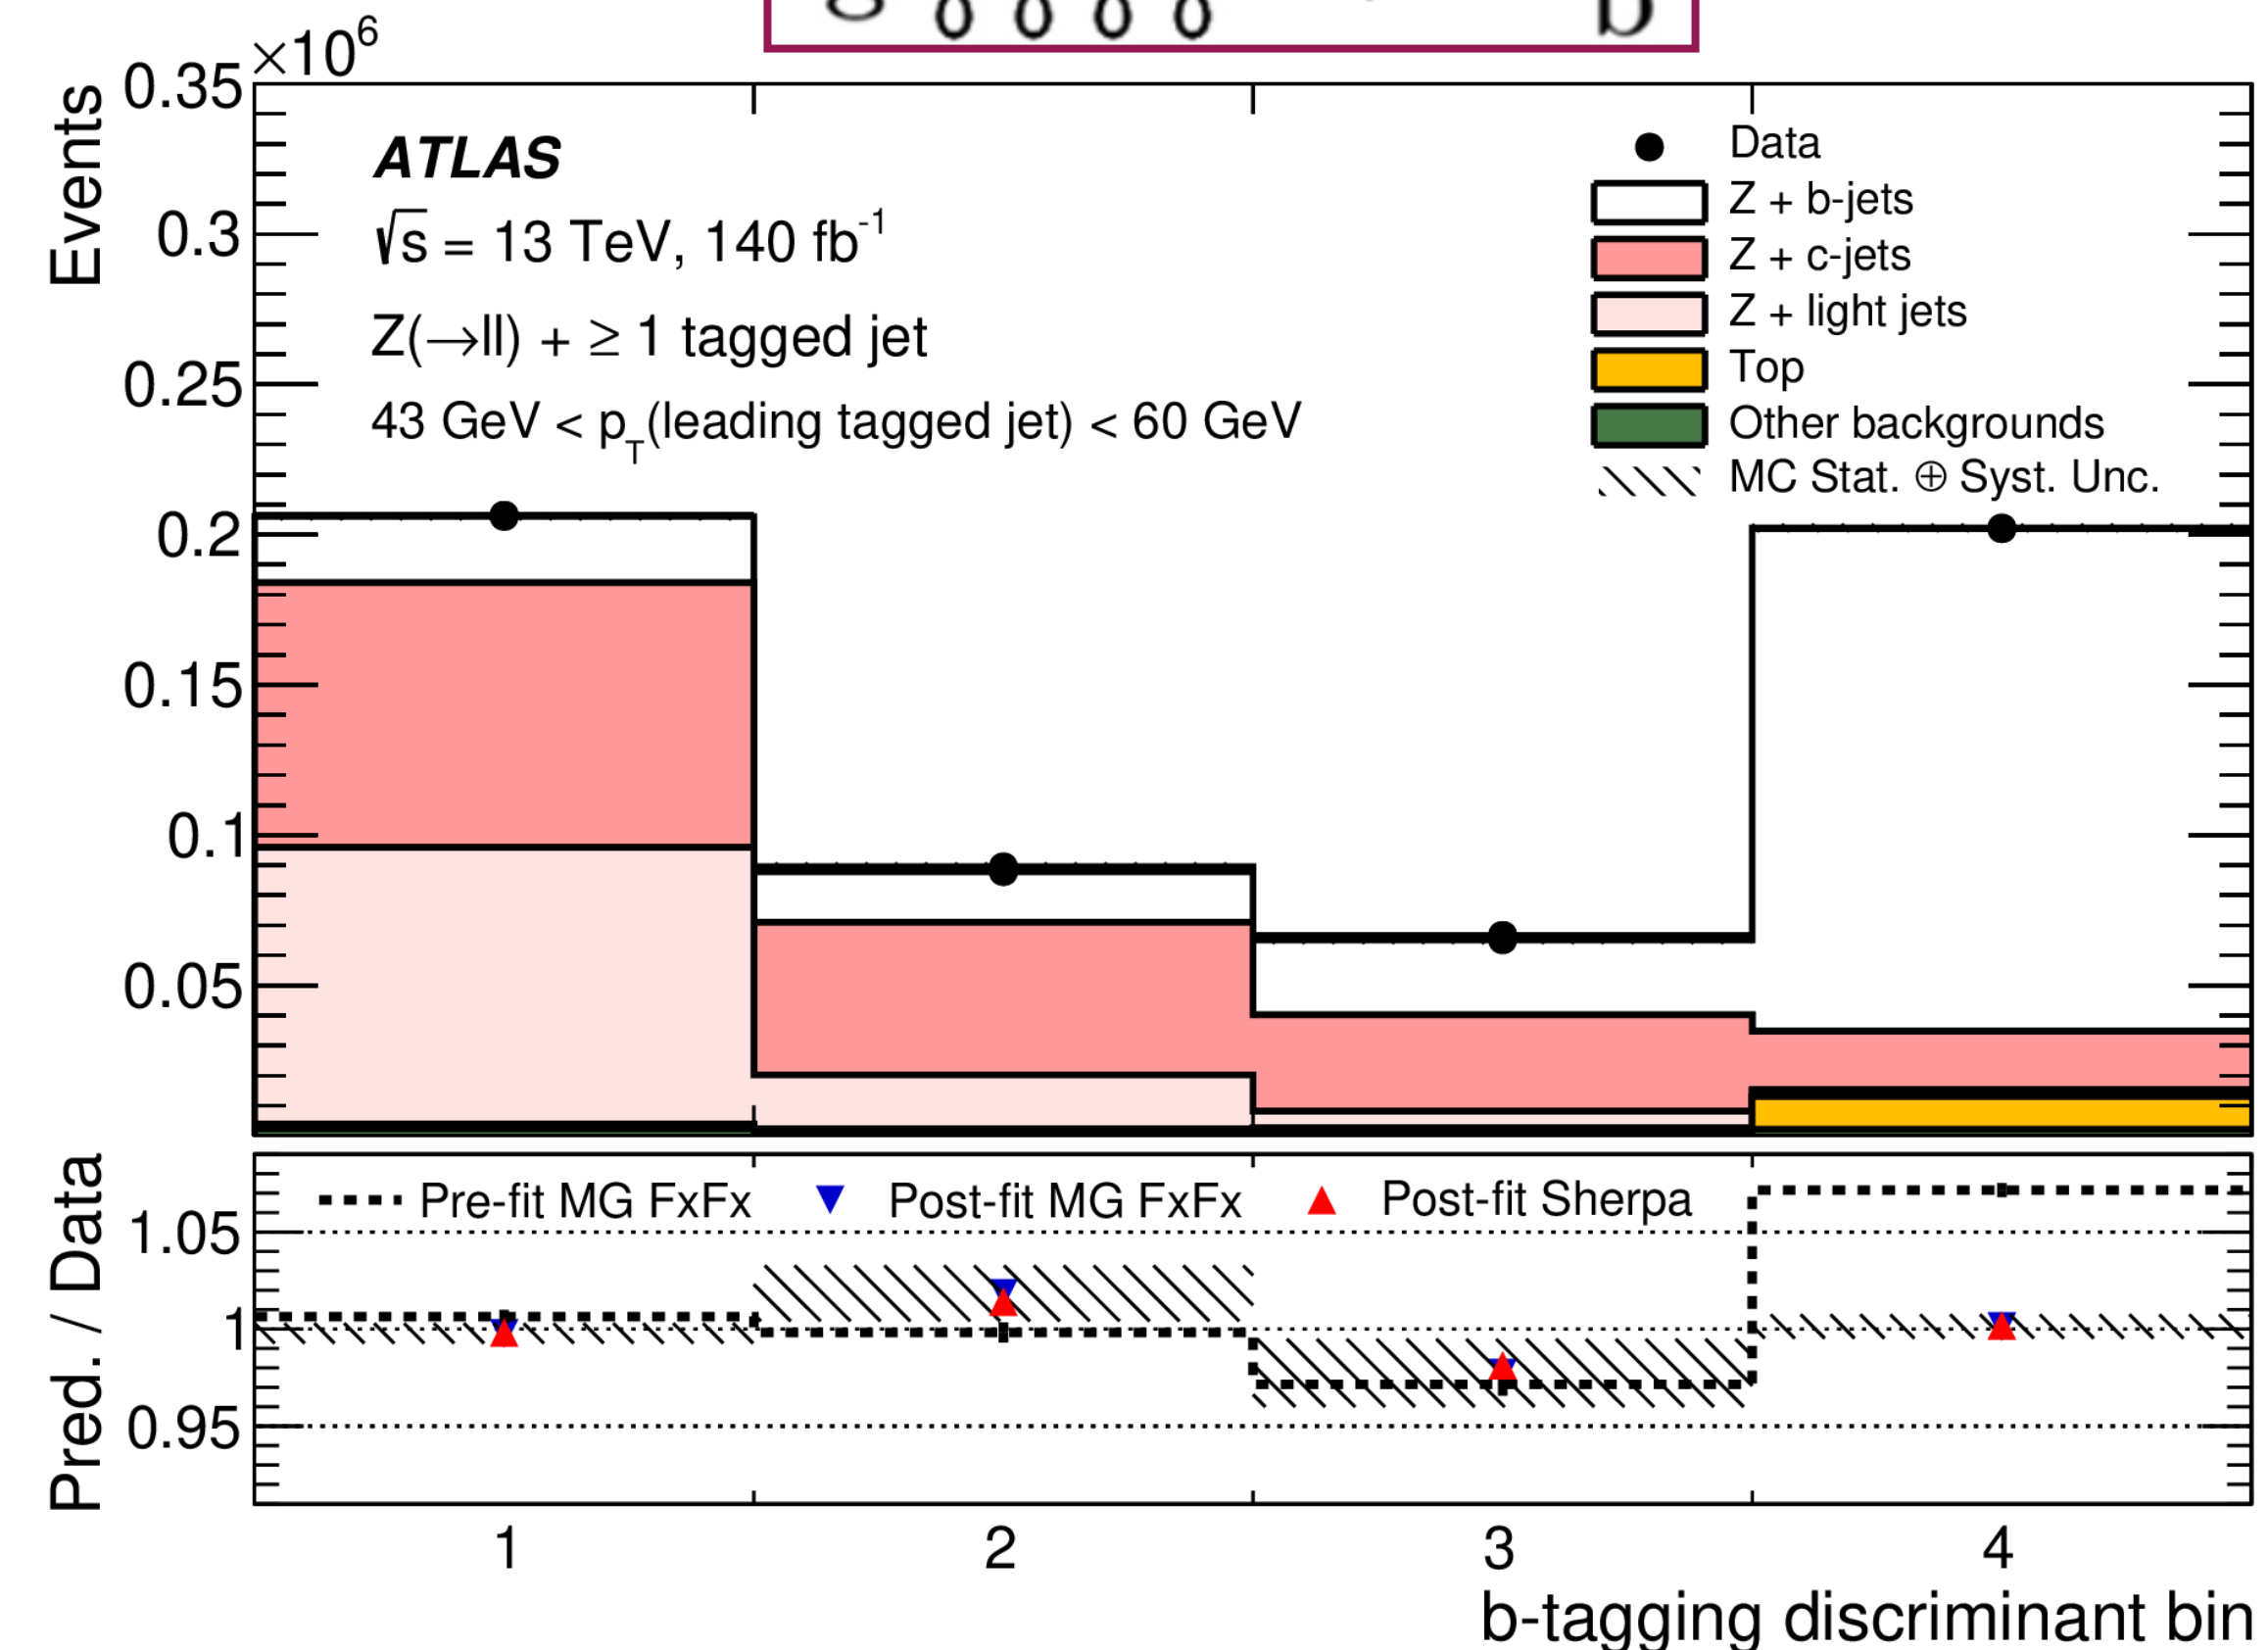 g b
×10⁶
Events
0.35
0.3
0.25
0.2
0.15
0.1
0.05
ATLAS
√s = 13 TeV, 140 fb⁻¹
Z(→ll) + ≥ 1 tagged jet
43 GeV < p_T(leading tagged jet) < 60 GeV
Data
Z + b-jets
Z + c-jets
Z + light jets
Top
Other backgrounds
MC Stat. ⊕ Syst. Unc.
Pred. / Data
1.05
1
0.95
Pre-fit MG FxFx
Post-fit MG FxFx
Post-fit Sherpa
1 2 3 4
b-tagging discriminant bin